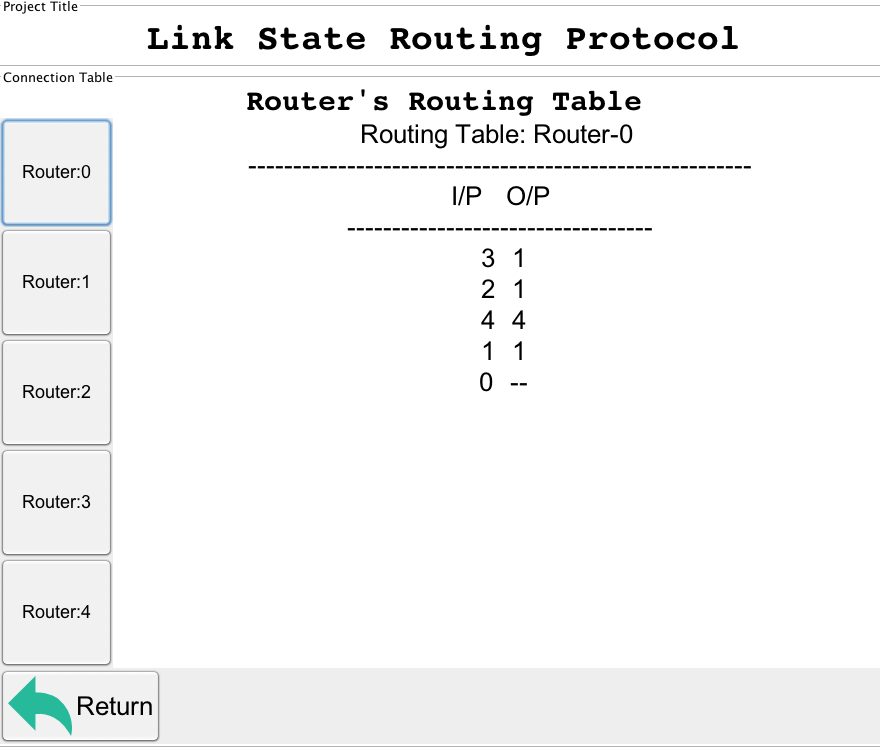 Project Title
Link State Routing Protocol
Connection Table
Router's Routing Table
Routing Table: Router-0
--------------------------------------------------------
I/P O/P
----------------------------------
3 1
2 1
4 4
1 1
0 --
Router:0
Router:1
Router:2
Router:3
Router:4
Return